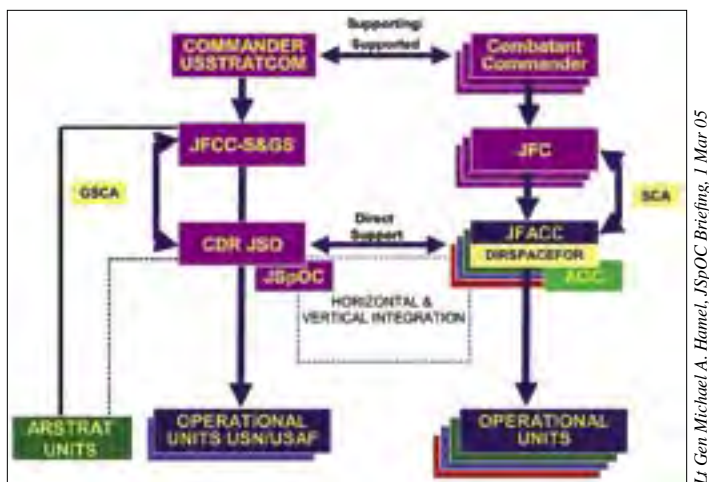 Supporting/
Supported
COMMANDER
USSTRATCOM
Combatant
Commander
JFCC-S&GS
JFC
GSCA
SCA
Direct
Support
CDR JSO
JSpOC
JFACC
DIRSPACEFOR
AOC
HORIZONTAL &
VERTICAL INTEGRATION
ARSTRAT
UNITS
OPERATIONAL
UNITS USN/USAF
OPERATIONAL
UNITS
Lt Gen Michael A. Hamel, JSpOC Briefing, 1 Mar 05